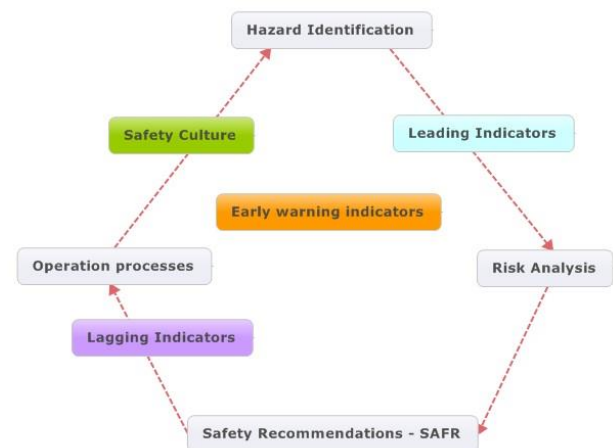 Hazard Identification
Safety Culture
Leading Indicators
Early warning indicators
Operation processes
Risk Analysis
Lagging Indicators
Safety Recommendations - SAFR